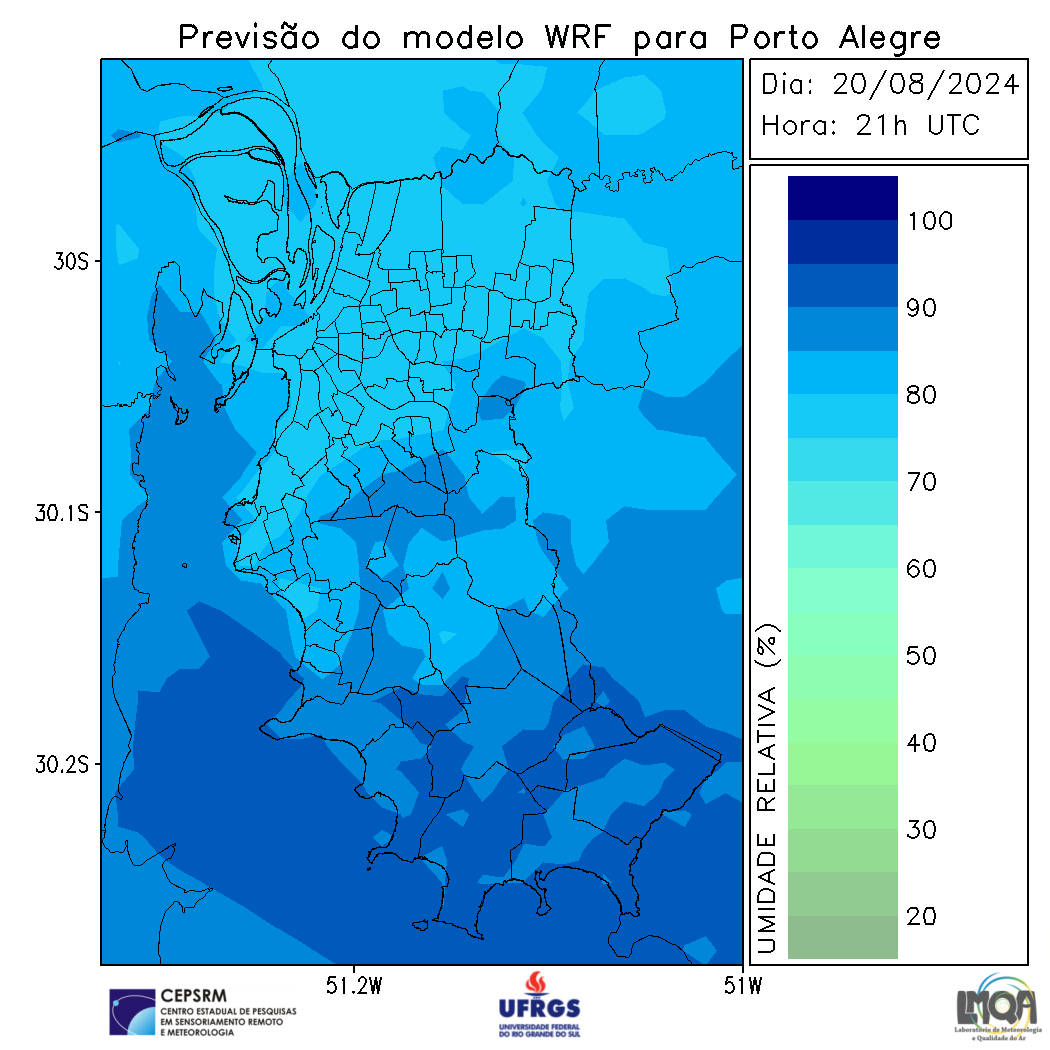 Previsão do modelo WRF para Porto Alegre
Dia: 20/08/2024
Hora: 21h UTC
30S
30.1S
30.2S
51.2W
51W
UMIDADE RELATIVA (%)
100
90
80
70
60
50
40
30
20
CEPSRM
CENTRO ESTADUAL DE PESQUISAS
EM SENSORIAMENTO REMOTO
E METEOROLOGIA
UFRGS
UNIVERSIDADE FEDERAL
DO RIO GRANDE DO SUL
LMQA
Laboratório de Meteorologia
e Qualidade do Ar